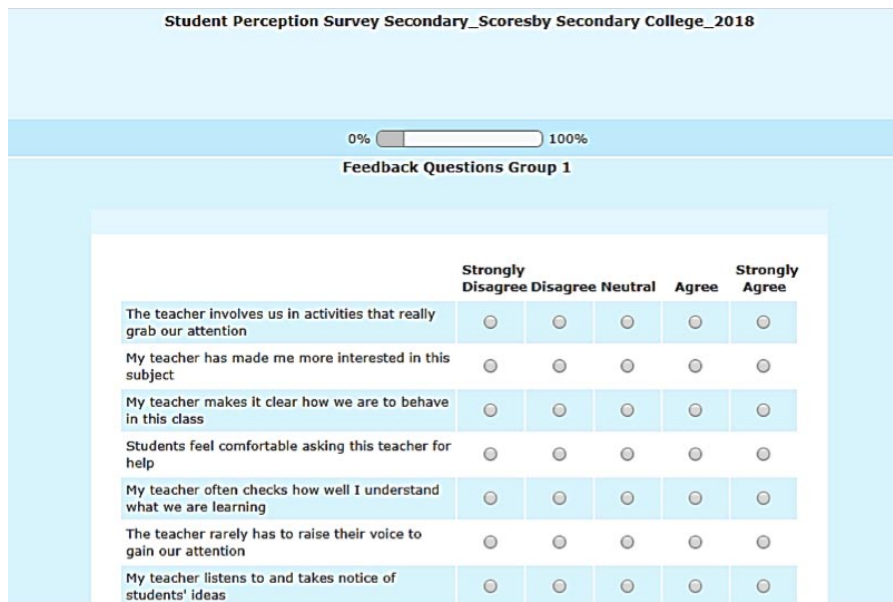 Student Perception Survey Secondary_Scoresby Secondary College_2018
0% 100%
Feedback Questions Group 1
Strongly Disagree Disagree Neutral Agree Strongly Agree
The teacher involves us in activities that really
grab our attention
My teacher has made me more interested in this
subject
My teacher makes it clear how we are to behave
in this class
Students feel comfortable asking this teacher for
help
My teacher often checks how well I understand
what we are learning
The teacher rarely has to raise their voice to
gain our attention
My teacher listens to and takes notice of
students' ideas